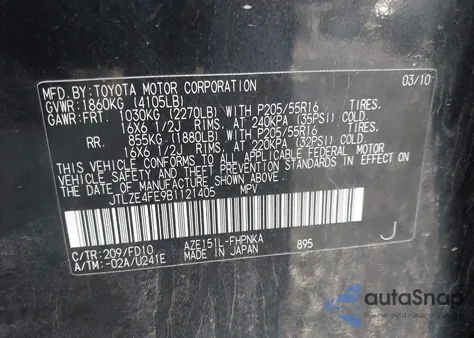 MFD.BY:TOYOTA MOTOR CORPORATION 03/10
GVWR:1860KG (4105LB)
GAWR:FRT. 1030KG (2270LB) WITH P205/55R16 TIRES,
16X6 1/2J RIMS, AT 240KPA (35PSI) COLD.
RR. 855KG (1880LB) WITH P205/55R16 TIRES,
16X6 1/2J RIMS, AT 220KPA (32PSI) COLD.
THIS VEHICLE CONFORMS TO ALL APPLICABLE FEDERAL MOTOR
VEHICLE SAFETY AND THEFT PREVENTION STANDARDS IN EFFECT
ON THE DATE OF MANUFACTURE SHOWN ABOVE.
JTLZE4FE9B1121405 MPV
C/TR:209/FD10 AZE151L-FHPNKA 895 J
A/TM:-02A/U241E MADE IN JAPAN
autoSnap